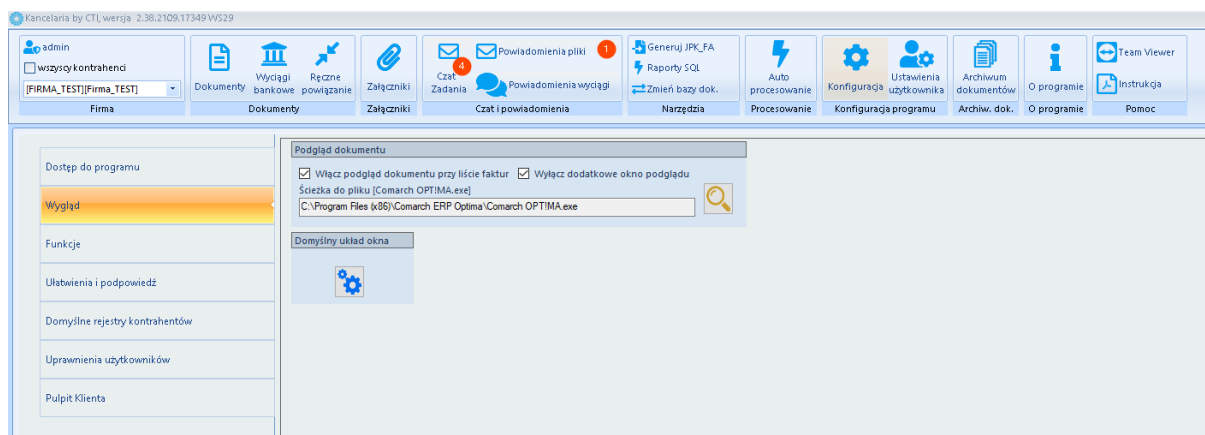 Kancelaria by CTI, wersja 2.38.2109.17349 WS29
admin
wszyscy kontrahenci
[FIRMA_TEST][Firma_TEST]
Firma
Dokumenty
Wyciągi bankowe
Ręczne powiązanie
Dokumenty
Załączniki
Załączniki
4
Czat
Zadania
Powiadomienia pliki
1
Powiadomienia wyciągi
Czat i powiadomienia
Generuj JPK_FA
Raporty SQL
Zmień bazy dok.
Narzędzia
Auto procesowanie
Procesowanie
Konfiguracja
Ustawienia użytkownika
Konfiguracja programu
Archiwum dokumentów
Archiw. dok.
O programie
O programie
Team Viewer
Instrukcja
Pomoc
Dostęp do programu
Wygląd
Funkcje
Ułatwienia i podpowiedź
Domyślne rejestry kontrahentów
Uprawnienia użytkowników
Pulpit Klienta
Podgląd dokumentu
Włącz podgląd dokumentu przy liście faktur
Wyłącz dodatkowe okno podglądu
Ścieżka do pliku [Comarch OPT!MA.exe]
C:\Program Files (x86)\Comarch ERP Optima\Comarch OPT!MA.exe
Domyślny układ okna